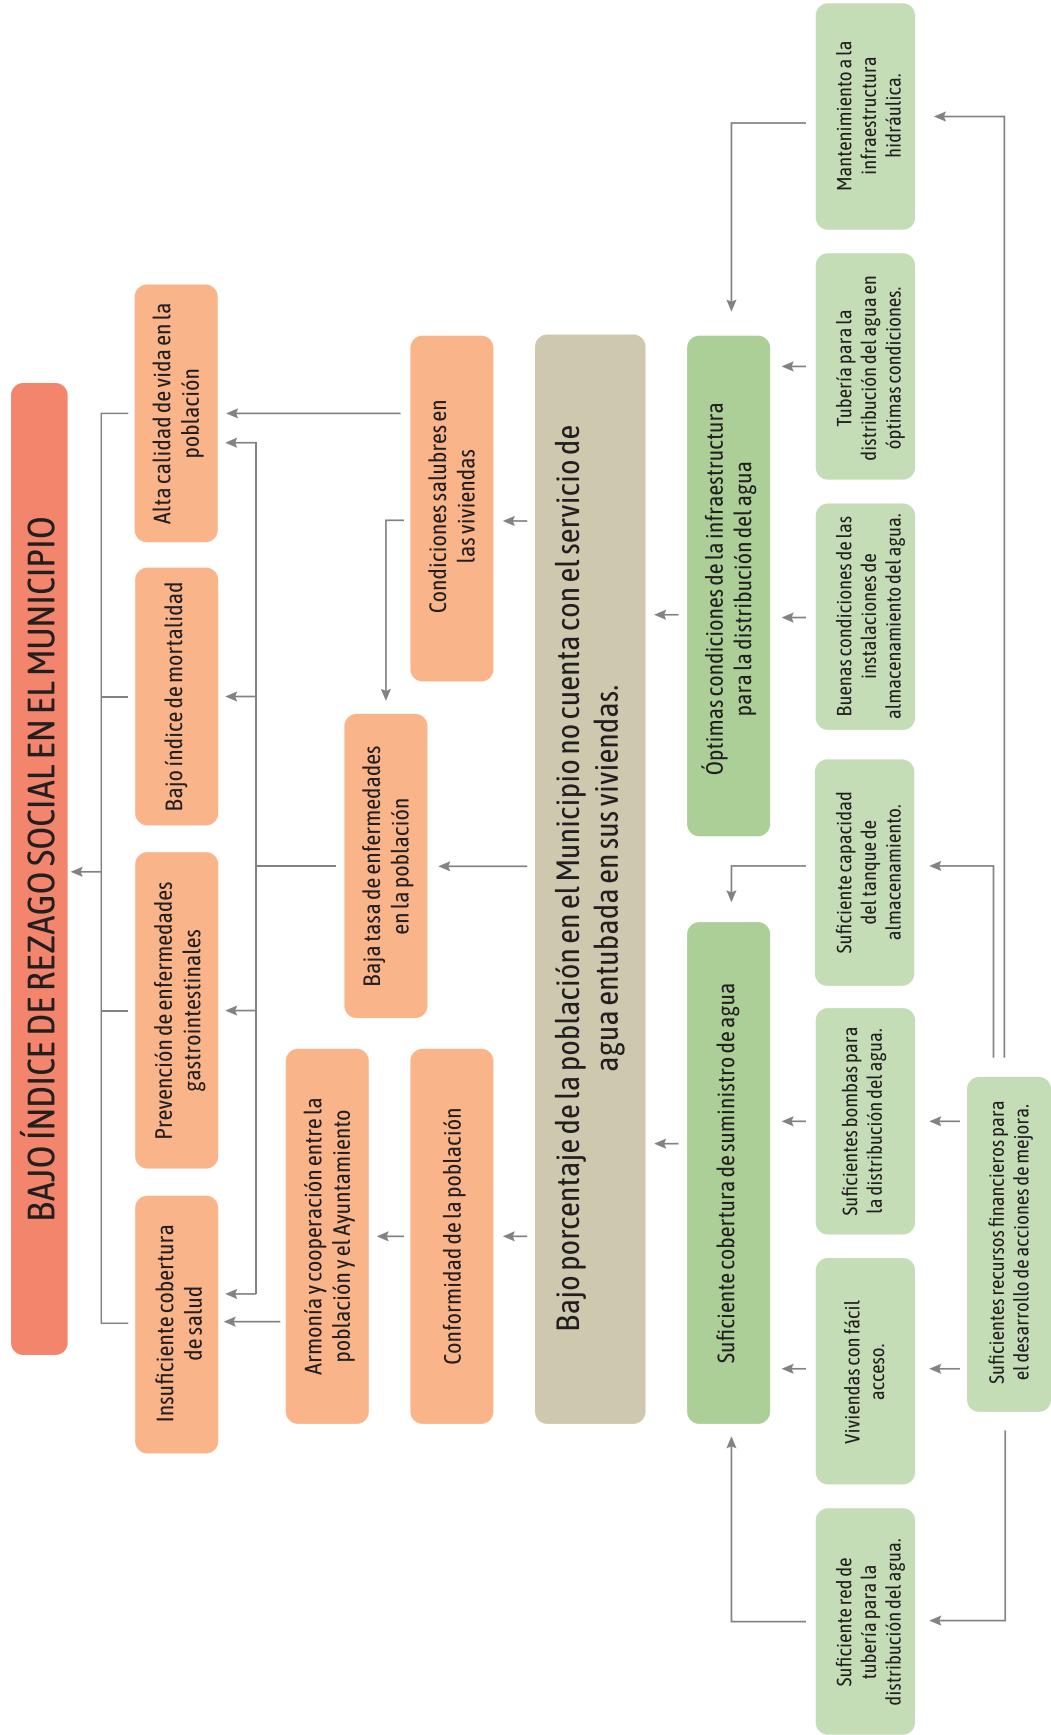 BAJO ÍNDICE DE REZAGO SOCIAL EN EL MUNICIPIO
Insuficiente cobertura
de salud
Prevención de enfermedades
gastrointestinales
Bajo índice de mortalidad
Alta calidad de vida en la
población
Armonía y cooperación entre la
población y el Ayuntamiento
Baja tasa de enfermedades
en la población
Conformidad de la población
Condiciones salubres en
las viviendas
Bajo porcentaje de la población en el Municipio no cuenta con el servicio de
agua entubada en sus viviendas.
Suficiente cobertura de suministro de agua
Óptimas condiciones de la infraestructura
para la distribución del agua
Suficiente red de
tubería para la
distribución del agua.
Viviendas con fácil
acceso.
Suficientes bombas para
la distribución del agua.
Suficiente capacidad
del tanque de
almacenamiento.
Buenas condiciones de las
instalaciones de
almacenamiento del agua.
Tubería para la
distribución del agua en
óptimas condiciones.
Mantenimiento a la
infraestructura
hidráulica.
Suficientes recursos financieros para
el desarrollo de acciones de mejora.